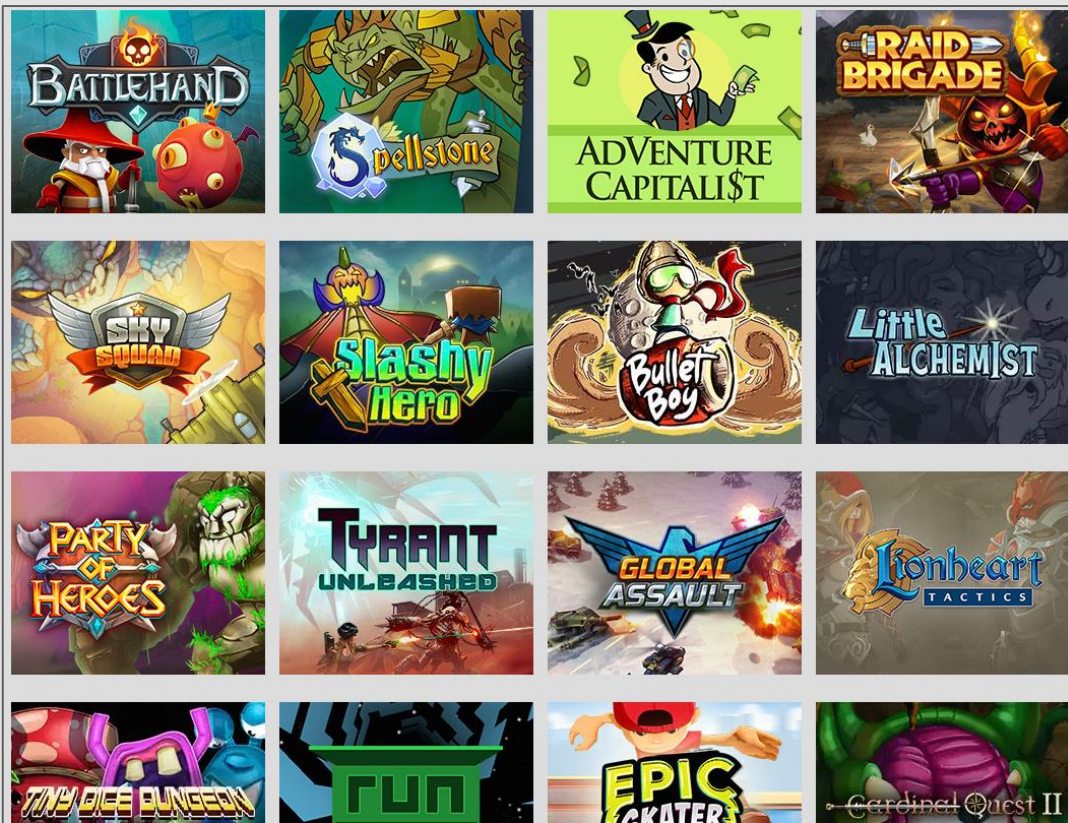 BATTLEHAND
Spellstone
ADVENTURE
CAPITALI$T
RAID
BRIGADE
SKY
SQUAD
Slashy
Hero
Bullet
Boy
Little
ALCHEMIST
PARTY
OF
HEROES
TYRANT
UNLEASHED
GLOBAL
ASSAULT
Lionheart
TACTICS
TINY DICE DUNGEON
run
EPIC
SKATER
Cardinal Quest II